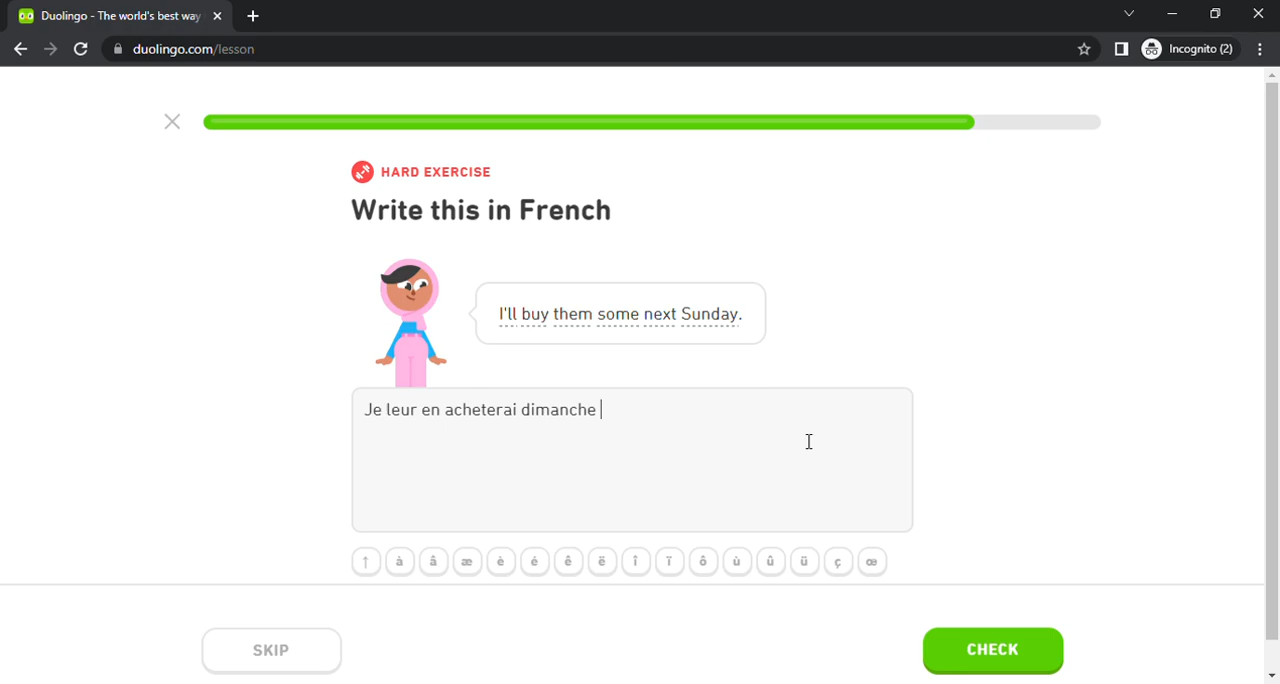 Duolingo - The world's best way
duolingo.com/lesson
Incognito (2)
HARD EXERCISE
Write this in French
I'll buy them some next Sunday.
Je leur en acheterai dimanche
↑ à â æ è é ê ë î ï ô ù û ü ç œ
SKIP
CHECK